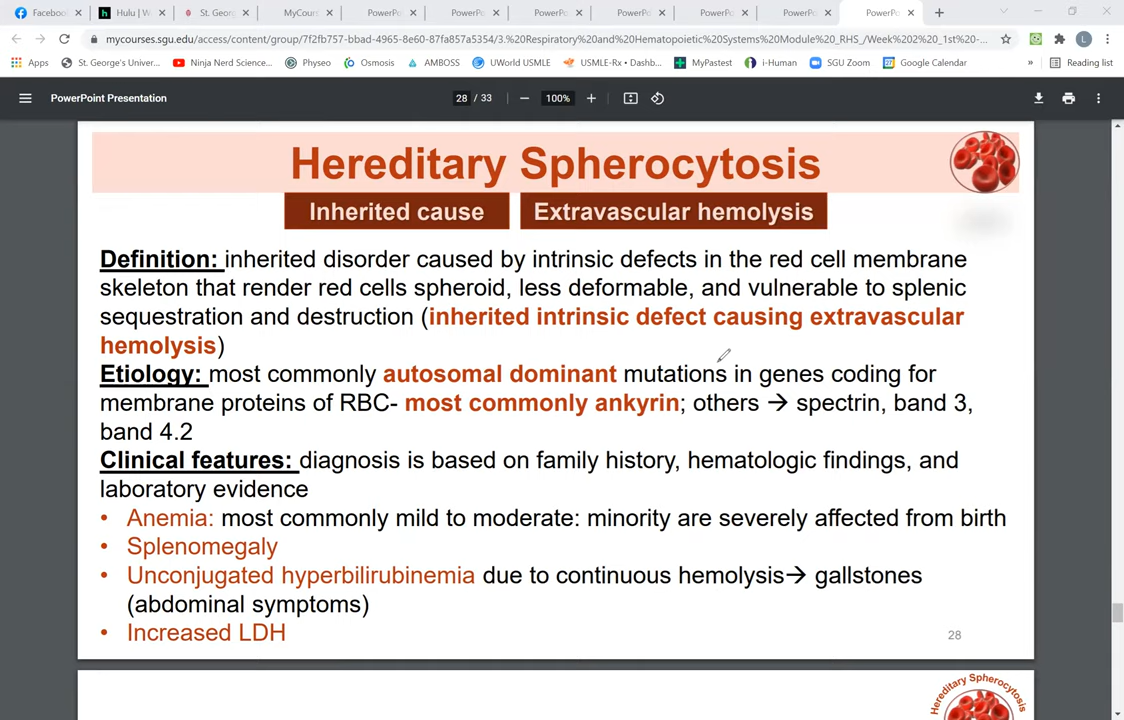 Facebook
Hulu | W
St. Geor
MyCours
PowerPo
PowerPo
PowerPo
PowerPo
PowerPo
PowerPo
PowerPo
mycourses.sgu.edu/access/content/group/7f2fb757-bbad-4965-8e60-87fa857a5354/3.%20Respiratory%20and%20Hematopoietic%20Systems%20Module%20_RHS_/Week%202%20_1st%20-...
L
Apps
St. George's Univer...
Ninja Nerd Science...
Physeo
Osmosis
AMBOSS
UWorld USMLE
USMLE-Rx • Dashb...
MyPastest
i-Human
SGU Zoom
Google Calendar
»
Reading list
PowerPoint Presentation
28 / 33
100%
Hereditary Spherocytosis
Inherited cause
Extravascular hemolysis
Definition: inherited disorder caused by intrinsic defects in the red cell membrane
skeleton that render red cells spheroid, less deformable, and vulnerable to splenic
sequestration and destruction (inherited intrinsic defect causing extravascular
hemolysis)
Etiology: most commonly autosomal dominant mutations in genes coding for
membrane proteins of RBC- most commonly ankyrin; others → spectrin, band 3,
band 4.2
Clinical features: diagnosis is based on family history, hematologic findings, and
laboratory evidence
• Anemia: most commonly mild to moderate: minority are severely affected from birth
• Splenomegaly
• Unconjugated hyperbilirubinemia due to continuous hemolysis→ gallstones
(abdominal symptoms)
• Increased LDH
28
Hereditary Spherocytosis